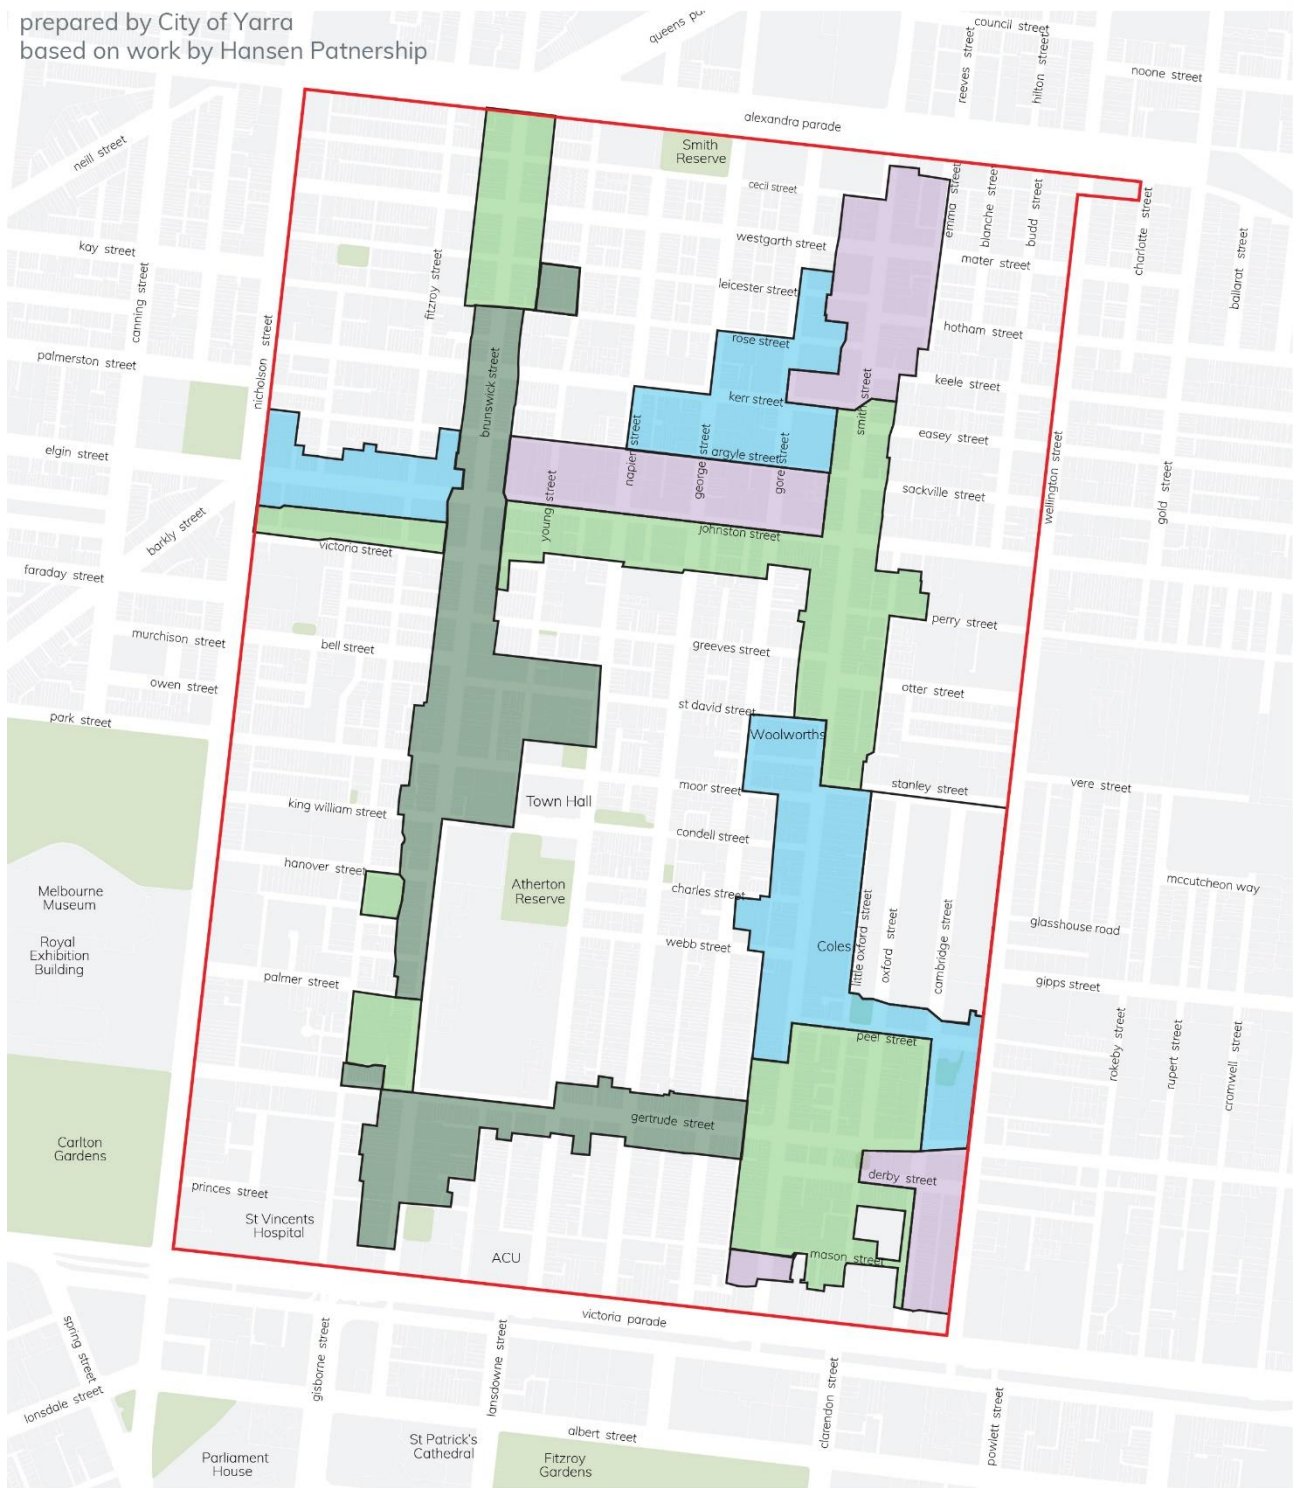 prepared by City of Yarra
based on work by Hansen Patnership
queens pa
council street
reeves street
hilton street
noone street
alexandra parade
neill street
Smith
Reserve
cecil street
emma street
blanche street
budd street
charlotte street
ballarat street
kay street
canning street
fitzroy street
westgarth street
mater street
leicester street
nicholson street
palmerston street
brunswick street
rose street
hotham street
kerr street
smith street
keele street
elgin street
napier street
george street
gore street
argyle street
easey street
wellington street
gold street
sackville street
barkly street
victoria street
young street
johnston street
faraday street
murchison street
bell street
greeves street
perry street
owen street
otter street
park street
st david street
Woolworths
moor street
stanley street
vere street
king william street
Town Hall
condell street
hanover street
Melbourne
Museum
Atherton
Reserve
charles street
mccutcheon way
little oxford street
oxford street
cambridge street
glasshouse road
Royal
Exhibition
Building
webb street
Coles
palmer street
gipps street
peel street
rokeby street
rupert street
cromwell street
gertrude street
Carlton
Gardens
derby street
princes street
St Vincents
Hospital
ACU
mason street
victoria parade
spring street
gisborne street
lansdowne street
clarendon street
powlett street
lonsdale street
albert street
St Patrick's
Cathedral
Parliament
House
Fitzroy
Gardens